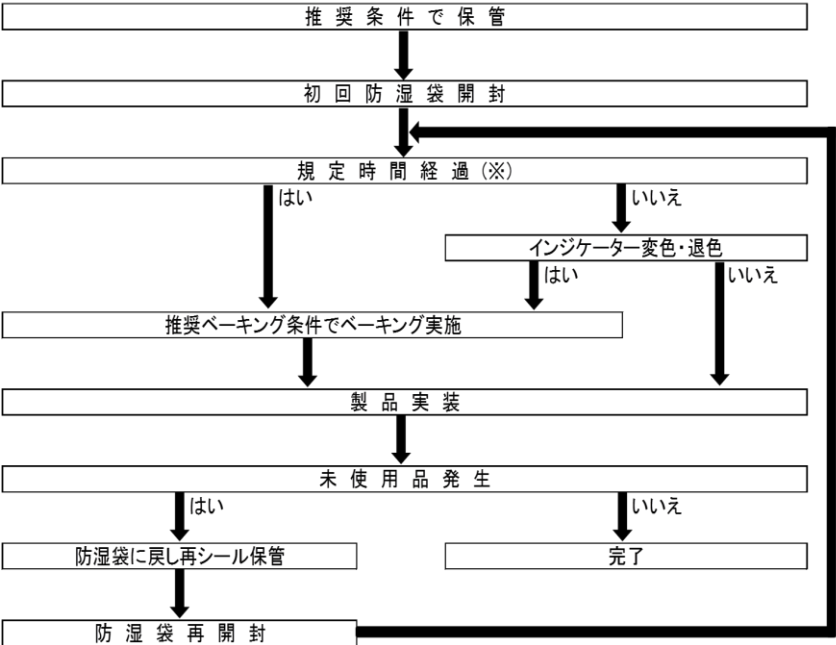 推奨条件で保管
初回防湿袋開封
規定時間経過(※)
はい
いいえ
インジケーター変色・退色
はい
いいえ
推奨ベーキング条件でベーキング実施
製品実装
未使用品発生
はい
いいえ
防湿袋に戻し再シール保管
完了
防湿袋再開封